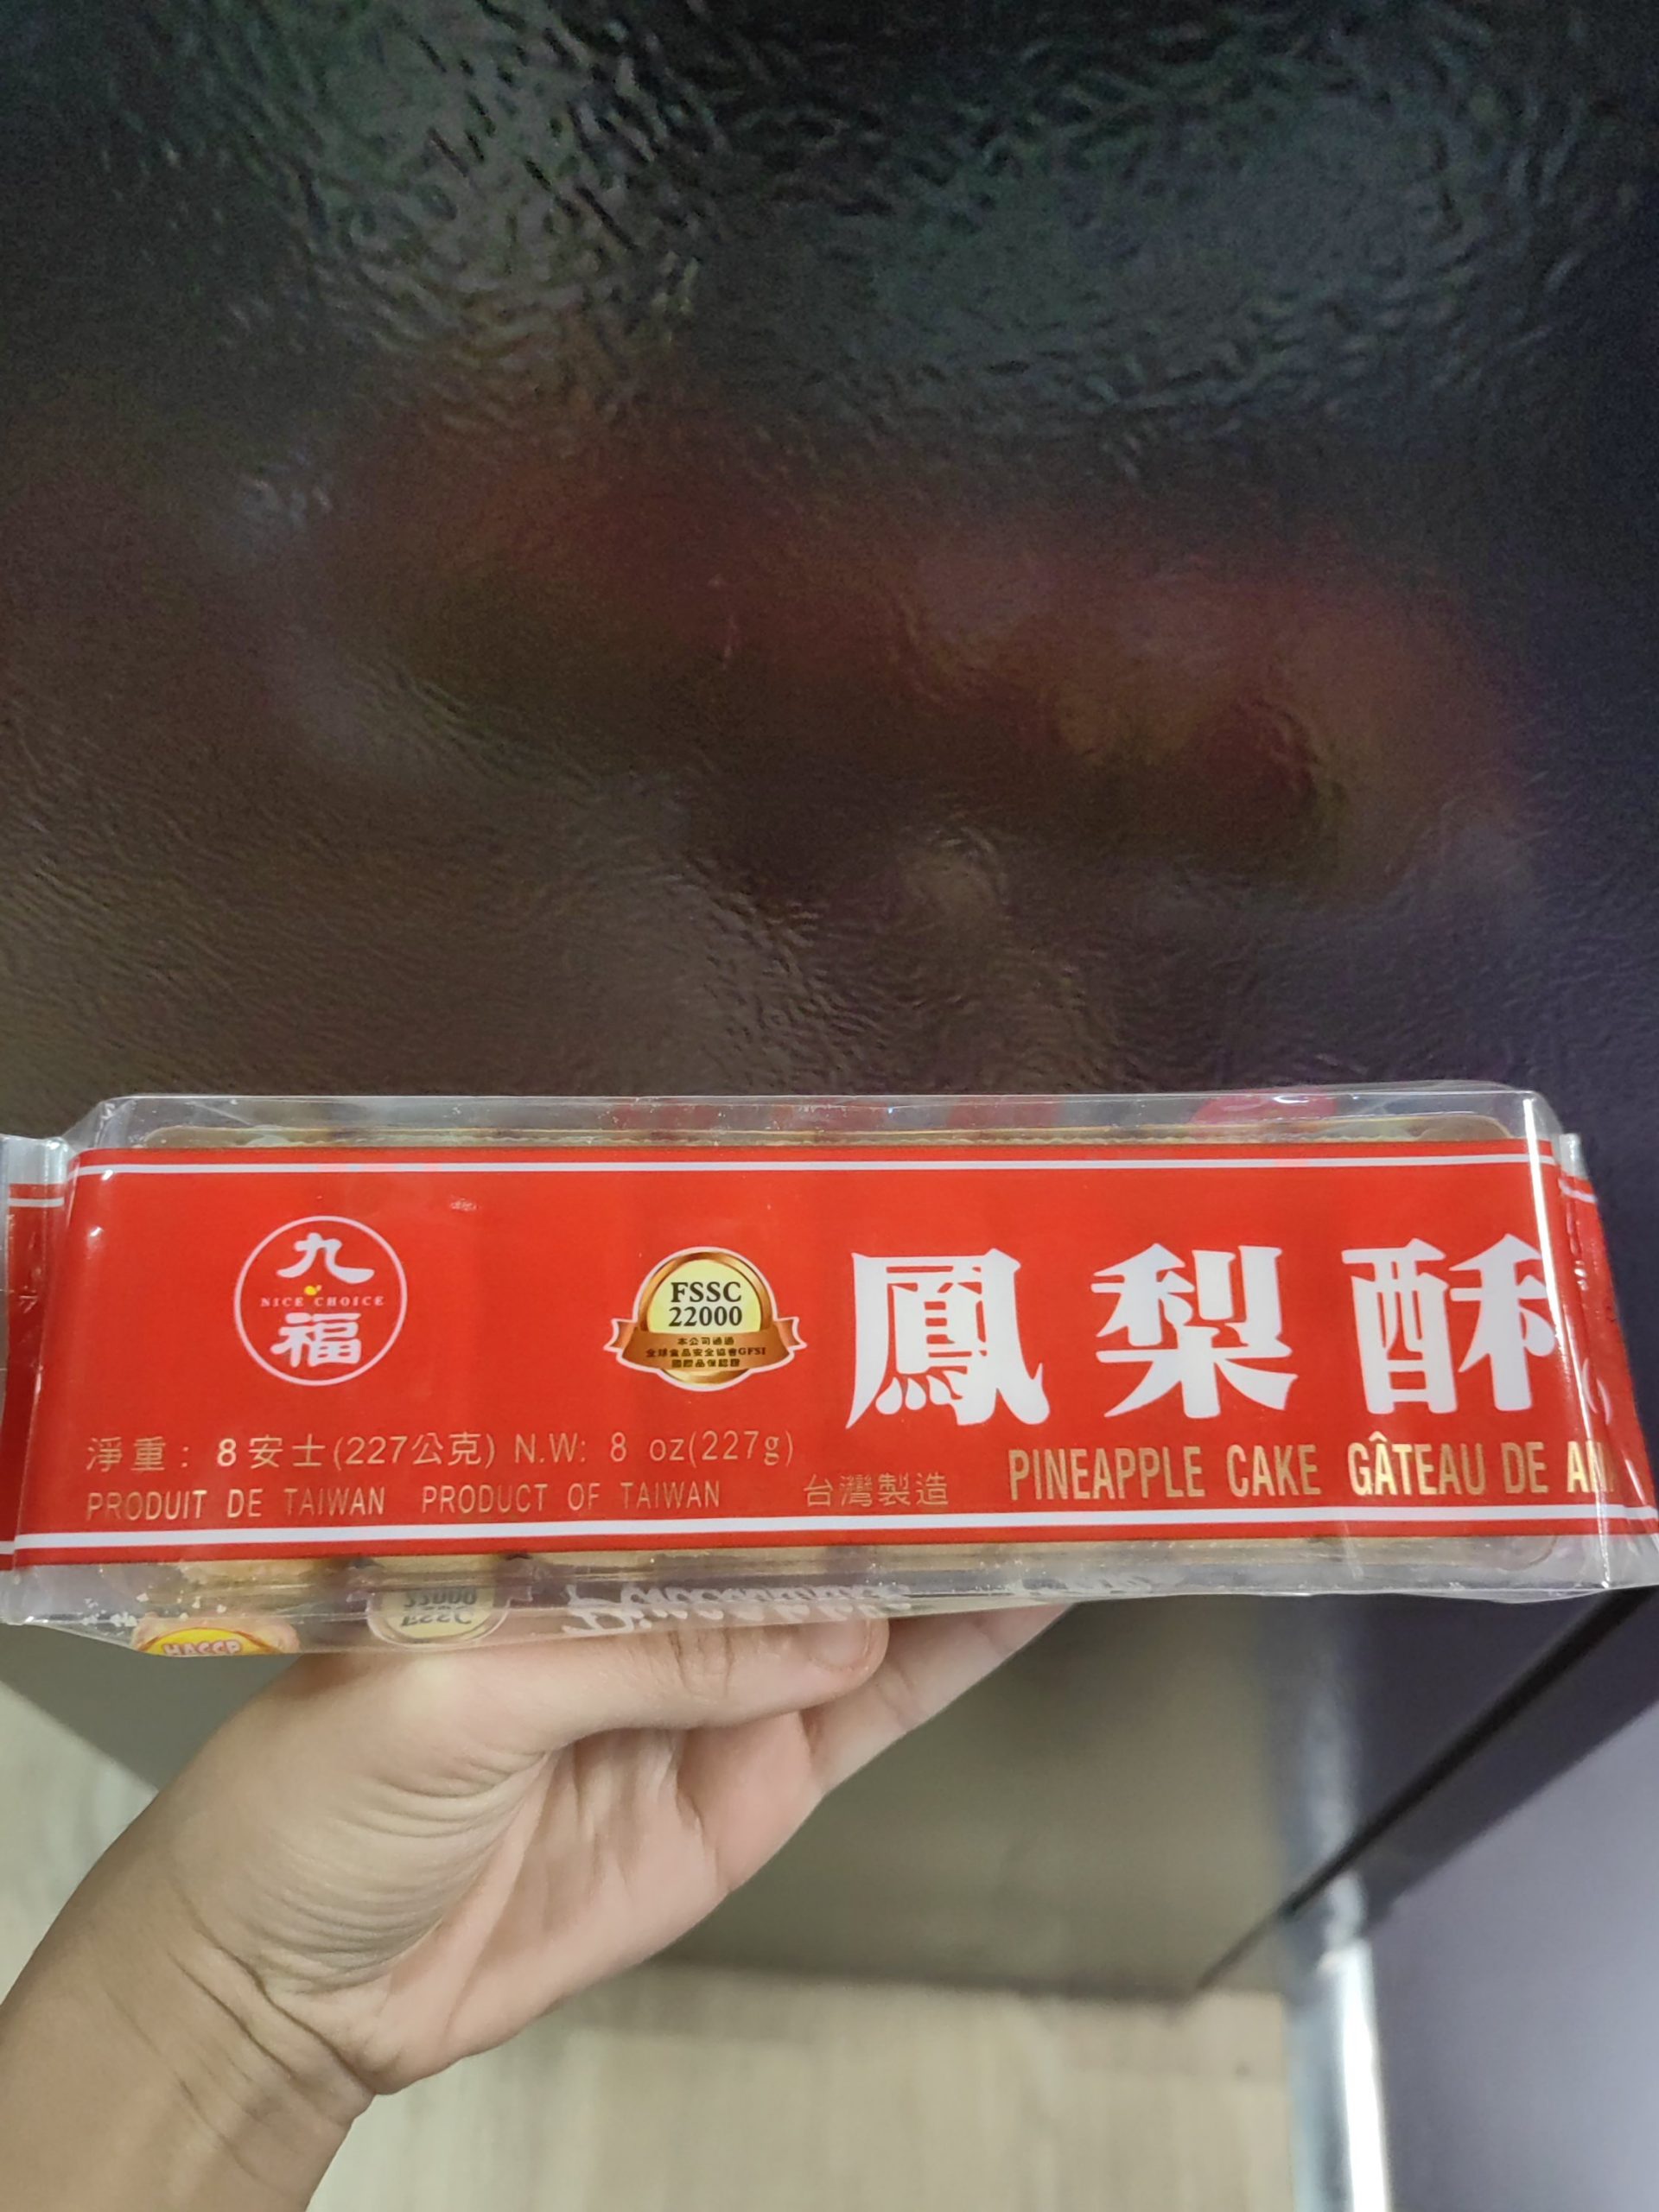 九
NICE CHOICE
福
FSSC
22000
本公司通過
全球食品安全協會GFSI
國際品保認證
鳳梨酥
淨重: 8安士(227公克) N.W: 8 oz(227g)
PRODUIT DE TAIWAN PRODUCT OF TAIWAN 台灣製造
PINEAPPLE CAKE GÂTEAU DE
HACCP
FSSC
22000